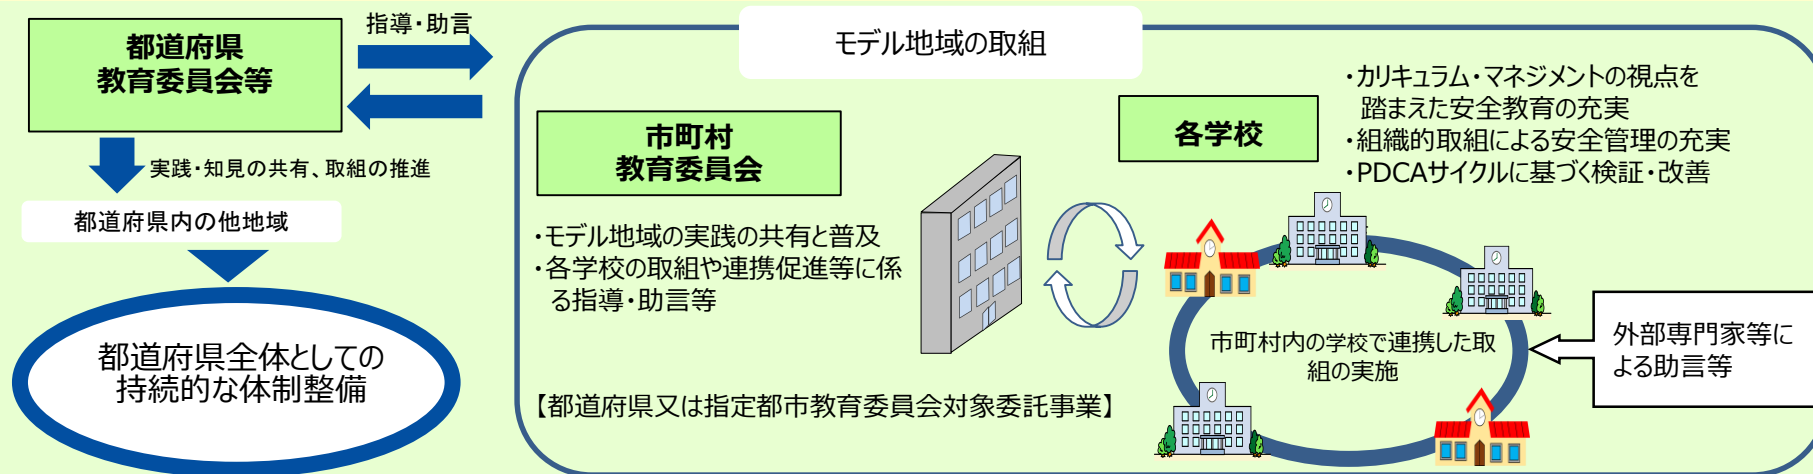 都道府県
教育委員会等
指導・助言
実践・知見の共有、取組の推進
都道府県内の他地域
都道府県全体としての
持続的な体制整備
モデル地域の取組
市町村
教育委員会
・モデル地域の実践の共有と普及
・各学校の取組や連携促進等に係
る指導・助言等
【都道府県又は指定都市教育委員会対象委託事業】
各学校
・カリキュラム・マネジメントの視点を
踏まえた安全教育の充実
・組織的取組による安全管理の充実
・PDCAサイクルに基づく検証・改善
市町村内の学校で連携した取
組の実施
外部専門家等に
よる助言等